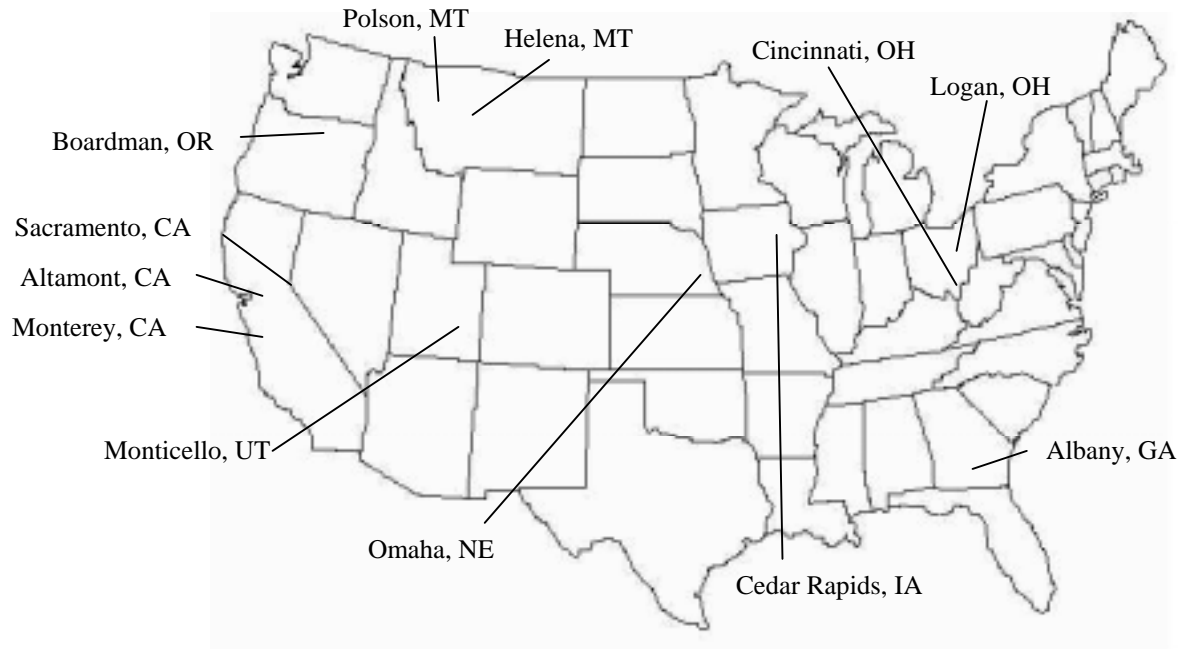 Polson, MT
Helena, MT
Cincinnati, OH
Logan, OH
Boardman, OR
Sacramento, CA
Altamont, CA
Monterey, CA
Monticello, UT
Albany, GA
Omaha, NE
Cedar Rapids, IA